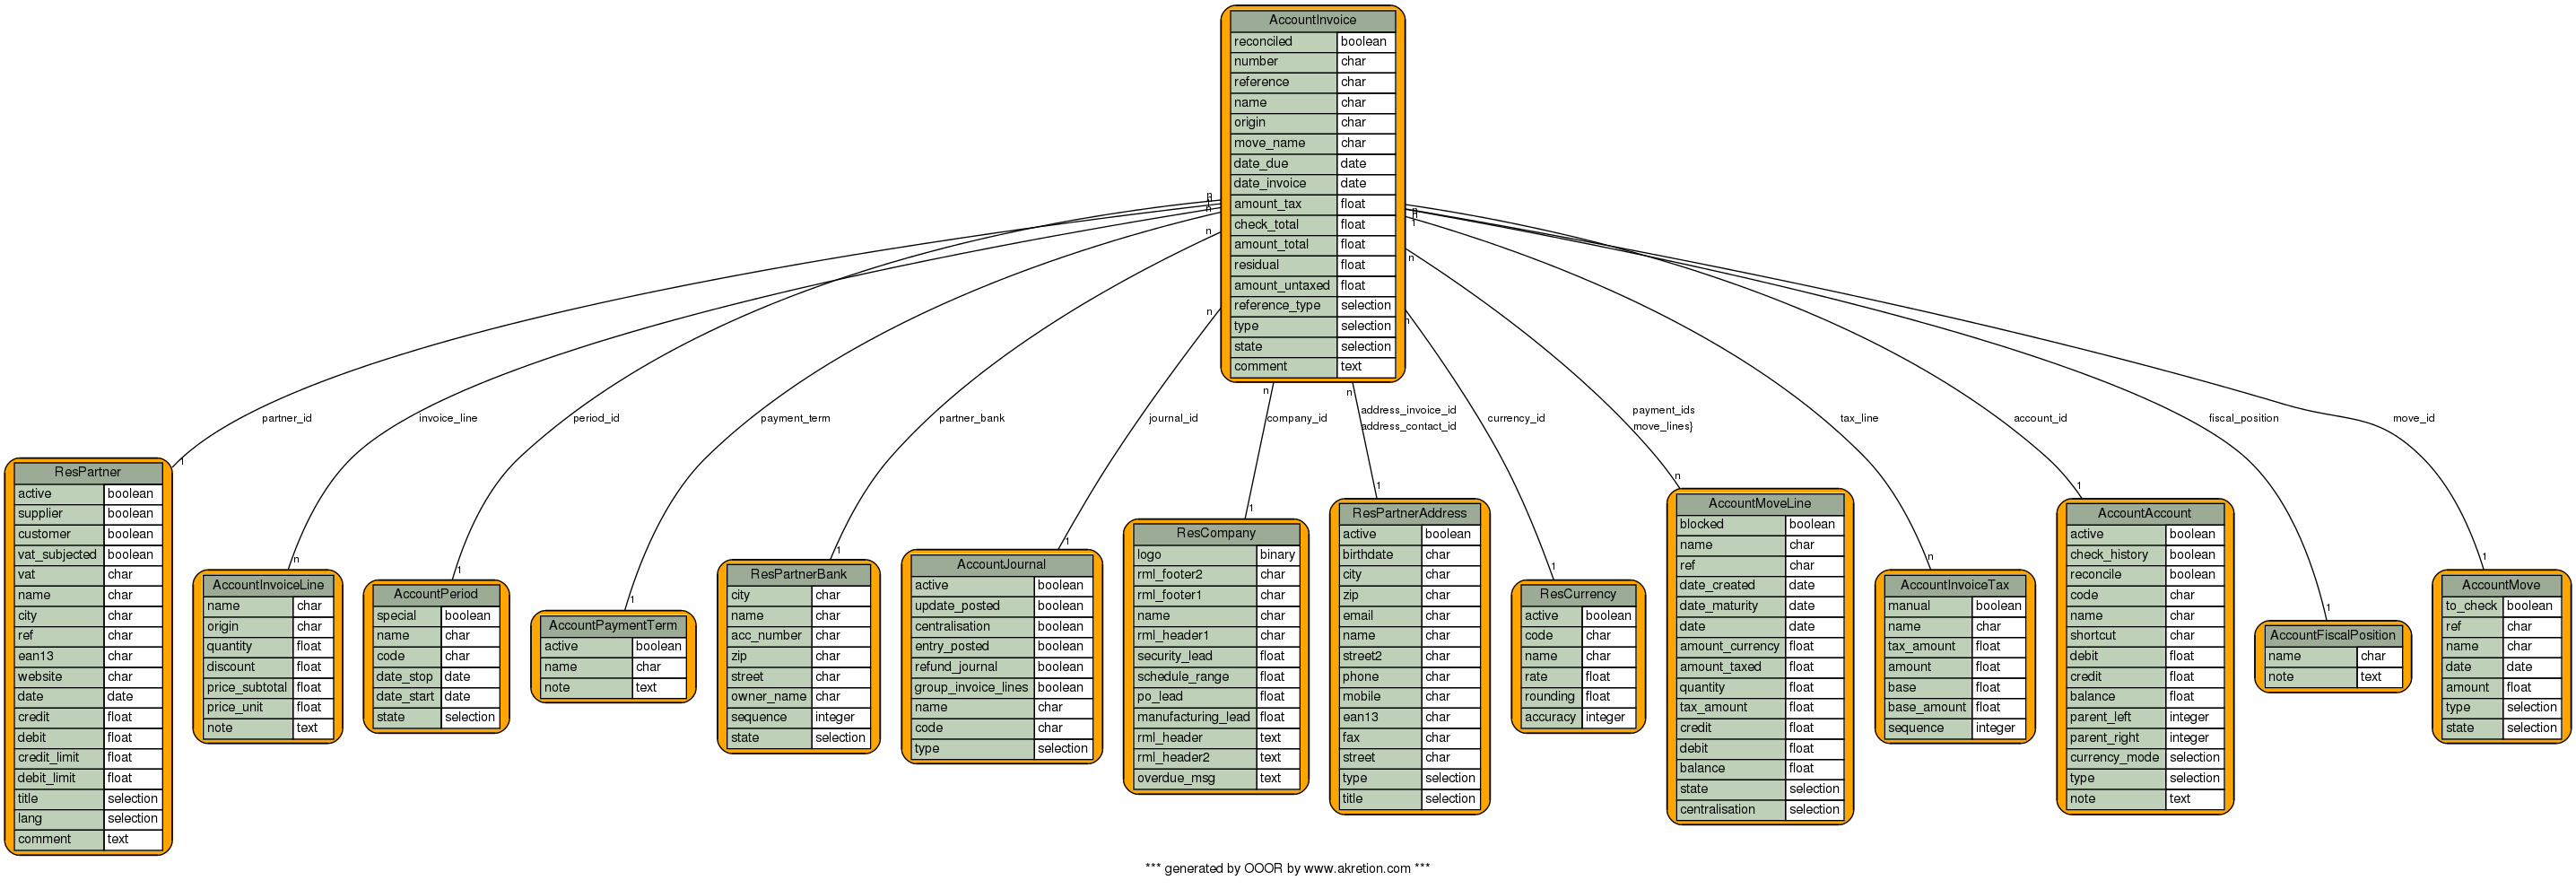 AccountInvoice
reconciled boolean
number char
reference char
name char
origin char
move_name char
date_due date
date_invoice date
amount_tax float
check_total float
amount_total float
residual float
amount_untaxed float
reference_type selection
type selection
state selection
comment text
n
n
n
n
n
n
n
1
n
n
n
n
partner_id
invoice_line
period_id
payment_term
partner_bank
journal_id
company_id
address_invoice_id
address_contact_id
currency_id
payment_ids
move_lines}
tax_line
account_id
fiscal_position
move_id
1
n
1
1
1
1
1
1
1
n
n
1
1
1
ResPartner
active boolean
supplier boolean
customer boolean
vat_subjected boolean
vat char
name char
city char
ref char
ean13 char
website char
date date
credit float
debit float
credit_limit float
debit_limit float
title selection
lang selection
comment text
AccountInvoiceLine
name char
origin char
quantity float
discount float
price_subtotal float
price_unit float
note text
AccountPeriod
special boolean
name char
code char
date_stop date
date_start date
state selection
AccountPaymentTerm
active boolean
name char
note text
ResPartnerBank
city char
name char
acc_number char
zip char
street char
owner_name char
sequence integer
state selection
AccountJournal
active boolean
update_posted boolean
centralisation boolean
entry_posted boolean
refund_journal boolean
group_invoice_lines boolean
name char
code char
type selection
ResCompany
logo binary
rml_footer2 char
rml_footer1 char
name char
rml_header1 char
security_lead float
schedule_range float
po_lead float
manufacturing_lead float
rml_header text
rml_header2 text
overdue_msg text
ResPartnerAddress
active boolean
birthdate char
city char
zip char
email char
name char
street2 char
phone char
mobile char
ean13 char
fax char
street char
type selection
title selection
ResCurrency
active boolean
code char
name char
rate float
rounding float
accuracy integer
AccountMoveLine
blocked boolean
name char
ref char
date_created date
date_maturity date
date date
amount_currency float
amount_taxed float
quantity float
tax_amount float
credit float
debit float
balance float
state selection
centralisation selection
AccountInvoiceTax
manual boolean
name char
tax_amount float
amount float
base float
base_amount float
sequence integer
AccountAccount
active boolean
check_history boolean
reconcile boolean
code char
name char
shortcut char
debit float
credit float
balance float
parent_left integer
parent_right integer
currency_mode selection
type selection
note text
AccountFiscalPosition
name char
note text
AccountMove
to_check boolean
ref char
name char
date date
amount float
type selection
state selection
*** generated by OOOR by www.akretion.com ***